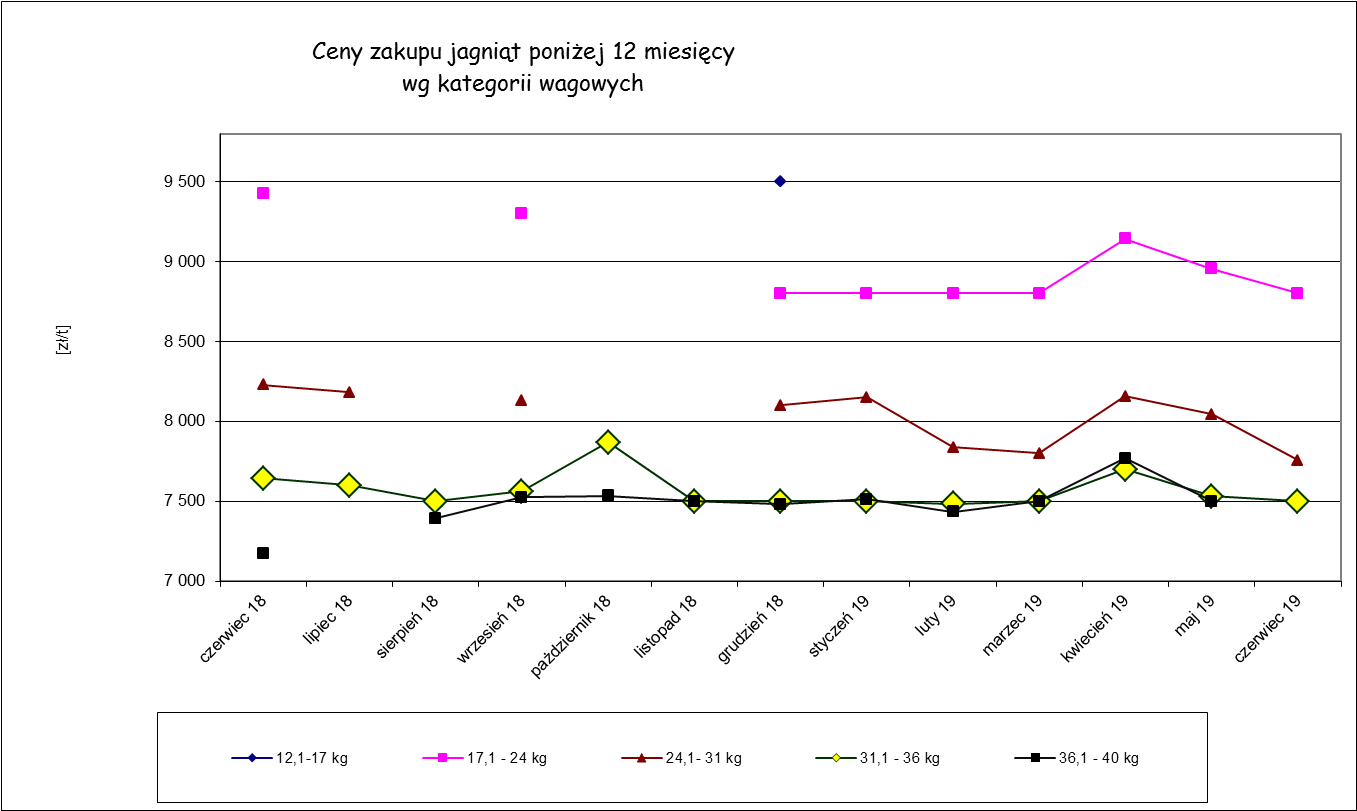 Ceny zakupu jagniąt poniżej 12 miesięcy
wg kategorii wagowych
[zł/t]
9 500
9 000
8 500
8 000
7 500
7 000
czerwiec 18
lipiec 18
sierpień 18
wrzesień 18
październik 18
listopad 18
grudzień 18
styczeń 19
luty 19
marzec 19
kwiecień 19
maj 19
czerwiec 19
12,1-17 kg
17,1 - 24 kg
24,1- 31 kg
31,1 - 36 kg
36,1 - 40 kg